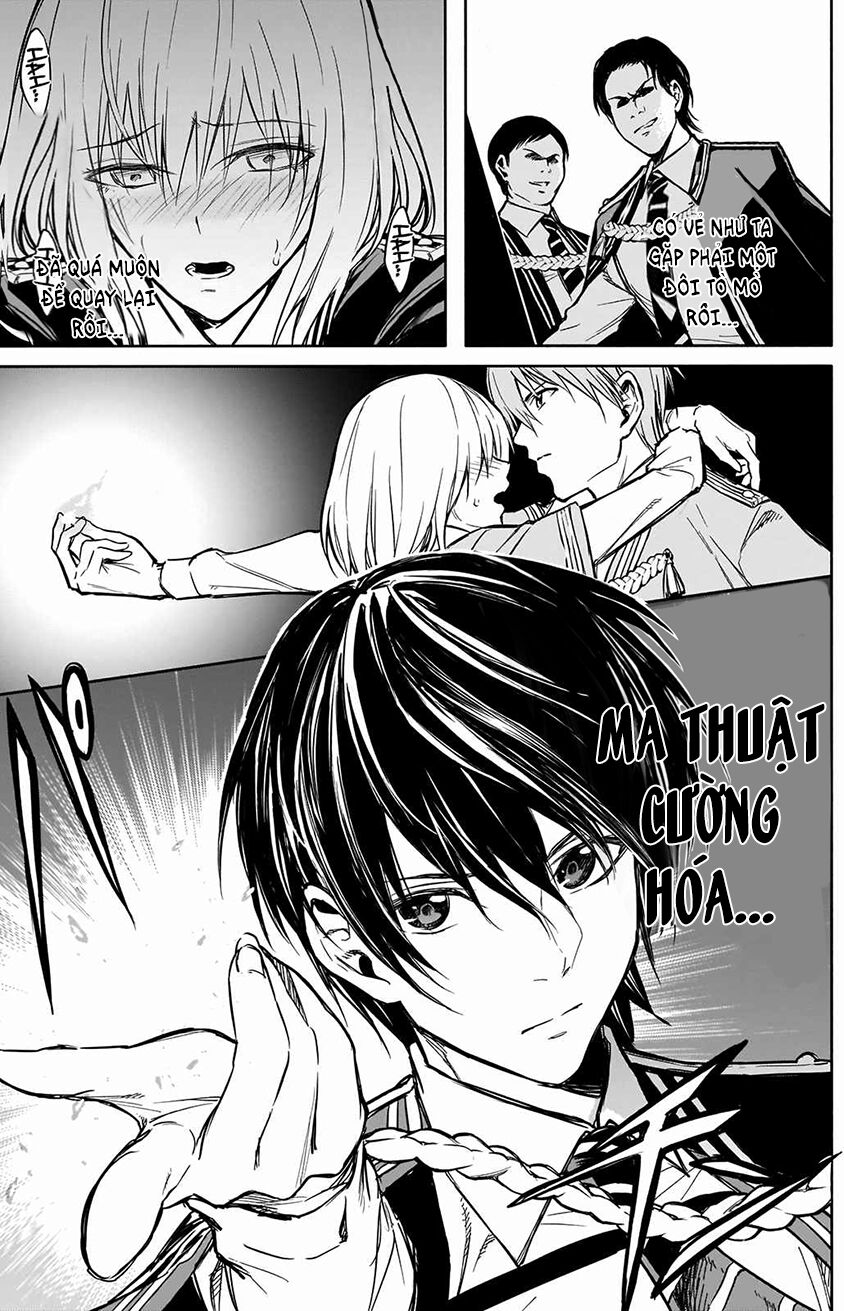 CÓ VẺ NHƯ TA
GẶP PHẢI MỘT
ĐÔI TÒ MÒ
RỒI...
HAH~
HAH~
HAH~
ĐÃ QUÁ MUỘN
ĐỂ QUAY LẠI
RỒI...
MA THUẬT
CƯỜNG
HÓA...